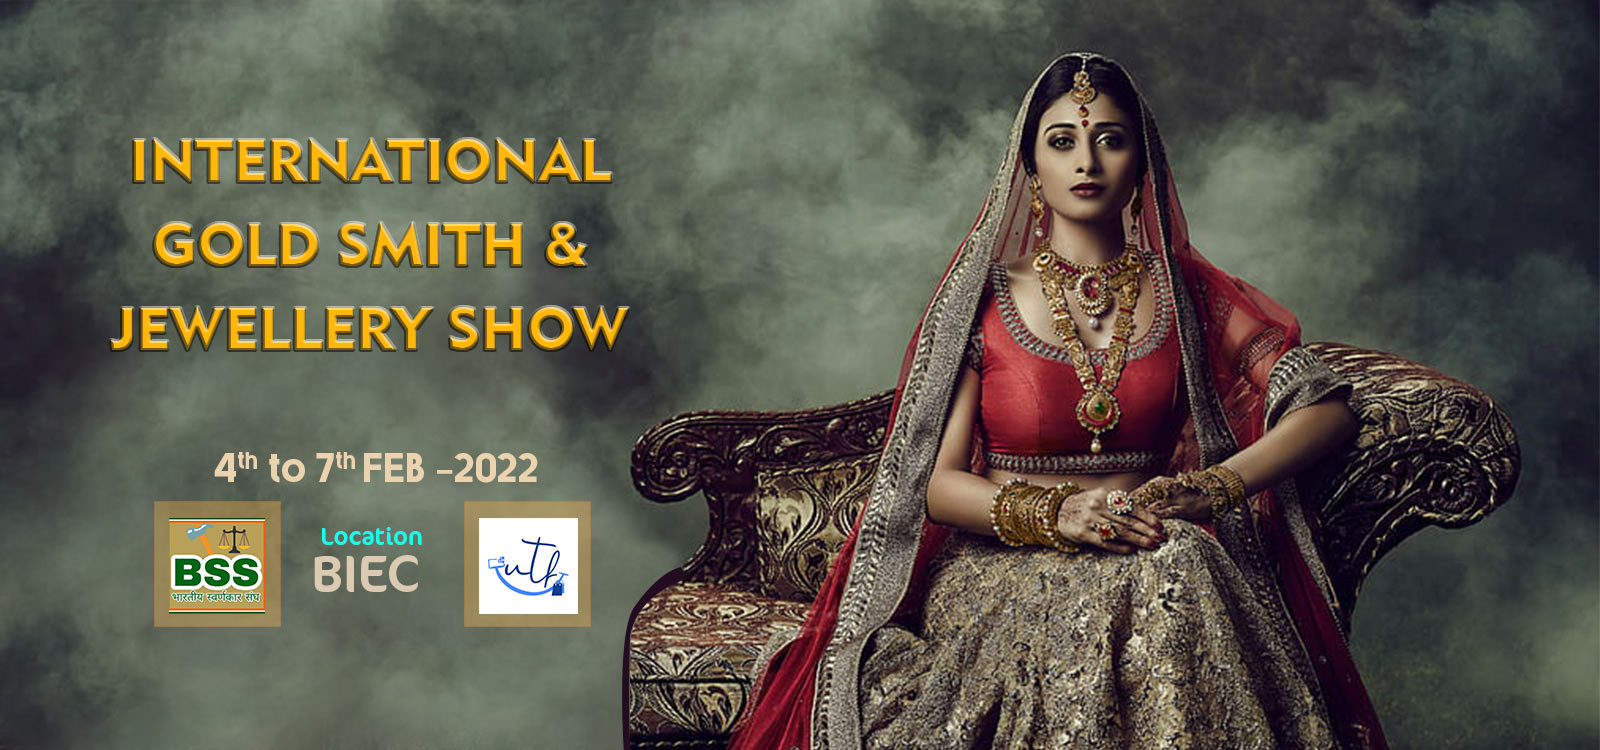 INTERNATIONAL
GOLD SMITH &
JEWELLERY SHOW
4th to 7th FEB -2022
Location
BIEC
BSS
भारतीय स्वर्णकार संघ
utf